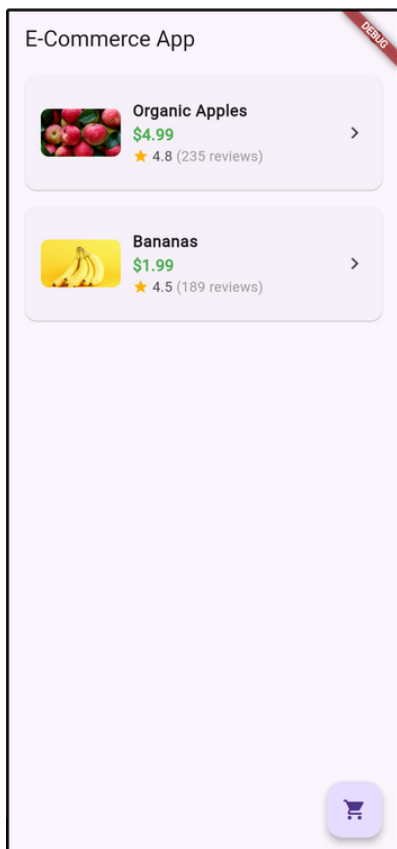 E-Commerce App
DEBUG
Organic Apples
$4.99
★ 4.8 (235 reviews)
Bananas
$1.99
★ 4.5 (189 reviews)